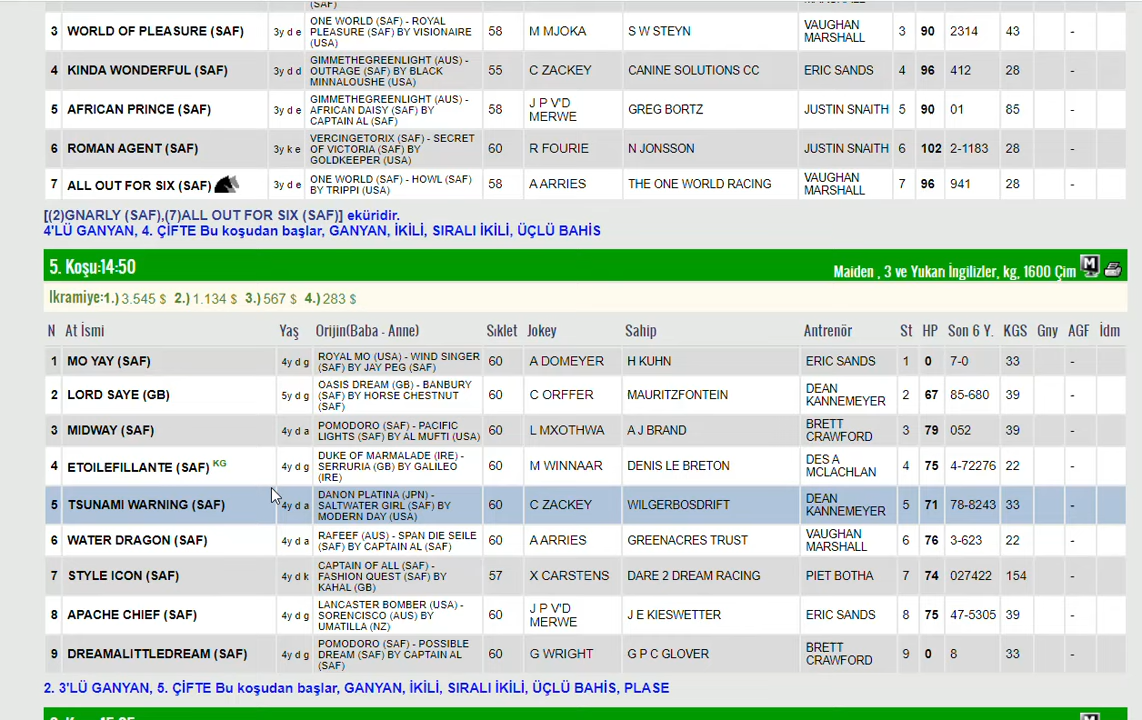 (SAF)
3 WORLD OF PLEASURE (SAF) 3y d e ONE WORLD (SAF) - ROYAL PLEASURE (SAF) BY VISIONAIRE (USA) 58 M MJOKA S W STEYN VAUGHAN MARSHALL 3 90 2314 43 -
4 KINDA WONDERFUL (SAF) 3y d d GIMMETHEGREENLIGHT (AUS) - OUTRAGE (SAF) BY BLACK MINNALOUSHE (USA) 55 C ZACKEY CANINE SOLUTIONS CC ERIC SANDS 4 96 412 28 -
5 AFRICAN PRINCE (SAF) 3y d e GIMMETHEGREENLIGHT (AUS) - AFRICAN DAISY (SAF) BY CAPTAIN AL (SAF) 58 J P V'D MERWE GREG BORTZ JUSTIN SNAITH 5 90 01 85 -
6 ROMAN AGENT (SAF) 3y k e VERCINGETORIX (SAF) - SECRET OF VICTORIA (SAF) BY GOLDKEEPER (USA) 60 R FOURIE N JONSSON JUSTIN SNAITH 6 102 2-1183 28 -
7 ALL OUT FOR SIX (SAF) 3y d e ONE WORLD (SAF) - HOWL (SAF) BY TRIPPI (USA) 58 A ARRIES THE ONE WORLD RACING VAUGHAN MARSHALL 7 96 941 28 -
[(2)GNARLY (SAF),(7)ALL OUT FOR SIX (SAF)] eküridir.
4'LÜ GANYAN, 4. ÇİFTE Bu koşudan başlar, GANYAN, İKİLİ, SIRALI İKİLİ, ÜÇLÜ BAHİS
5. Koşu:14:50 Maiden , 3 ve Yukarı İngilizler, kg, 1600 Çim M
İkramiye:1.) 3.545 $ 2.) 1.134 $ 3.) 567 $ 4.) 283 $
N At İsmi Yaş Orijin(Baba - Anne) Sıklet Jokey Sahip Antrenör St HP Son 6 Y. KGS Gny AGF İdm
1 MO YAY (SAF) 4y d g ROYAL MO (USA) - WIND SINGER (SAF) BY JAY PEG (SAF) 60 A DOMEYER H KUHN ERIC SANDS 1 0 7-0 33 -
2 LORD SAYE (GB) 5y d g OASIS DREAM (GB) - BANBURY (SAF) BY HORSE CHESTNUT (SAF) 60 C ORFFER MAURITZFONTEIN DEAN KANNEMEYER 2 67 85-680 39 -
3 MIDWAY (SAF) 4y d a POMODORO (SAF) - PACIFIC LIGHTS (SAF) BY AL MUFTI (USA) 60 L MXOTHWA A J BRAND BRETT CRAWFORD 3 79 052 39 -
4 ETOILEFILLANTE (SAF) KG 4y d g DUKE OF MARMALADE (IRE) - SERRURIA (GB) BY GALILEO (IRE) 60 M WINNAAR DENIS LE BRETON DES A MCLACHLAN 4 75 4-72276 22 -
5 TSUNAMI WARNING (SAF) 4y d a DANON PLATINA (JPN) - SALTWATER GIRL (SAF) BY MODERN DAY (USA) 60 C ZACKEY WILGERBOSDRIFT DEAN KANNEMEYER 5 71 78-8243 33 -
6 WATER DRAGON (SAF) 4y d a RAFEEF (AUS) - SPAN DIE SEILE (SAF) BY CAPTAIN AL (SAF) 60 A ARRIES GREENACRES TRUST VAUGHAN MARSHALL 6 76 3-623 22 -
7 STYLE ICON (SAF) 4y d k CAPTAIN OF ALL (SAF) - FASHION QUEST (SAF) BY KAHAL (GB) 57 X CARSTENS DARE 2 DREAM RACING PIET BOTHA 7 74 027422 154 -
8 APACHE CHIEF (SAF) 4y d g LANCASTER BOMBER (USA) - SORENCISCO (AUS) BY UMATILLA (NZ) 60 J P V'D MERWE J E KIESWETTER ERIC SANDS 8 75 47-5305 39 -
9 DREAMALITTLEDREAM (SAF) 4y d g POMODORO (SAF) - POSSIBLE DREAM (SAF) BY CAPTAIN AL (SAF) 60 G WRIGHT G P C GLOVER BRETT CRAWFORD 9 0 8 33 -
2. 3'LÜ GANYAN, 5. ÇİFTE Bu koşudan başlar, GANYAN, İKİLİ, SIRALI İKİLİ, ÜÇLÜ BAHİS, PLASE